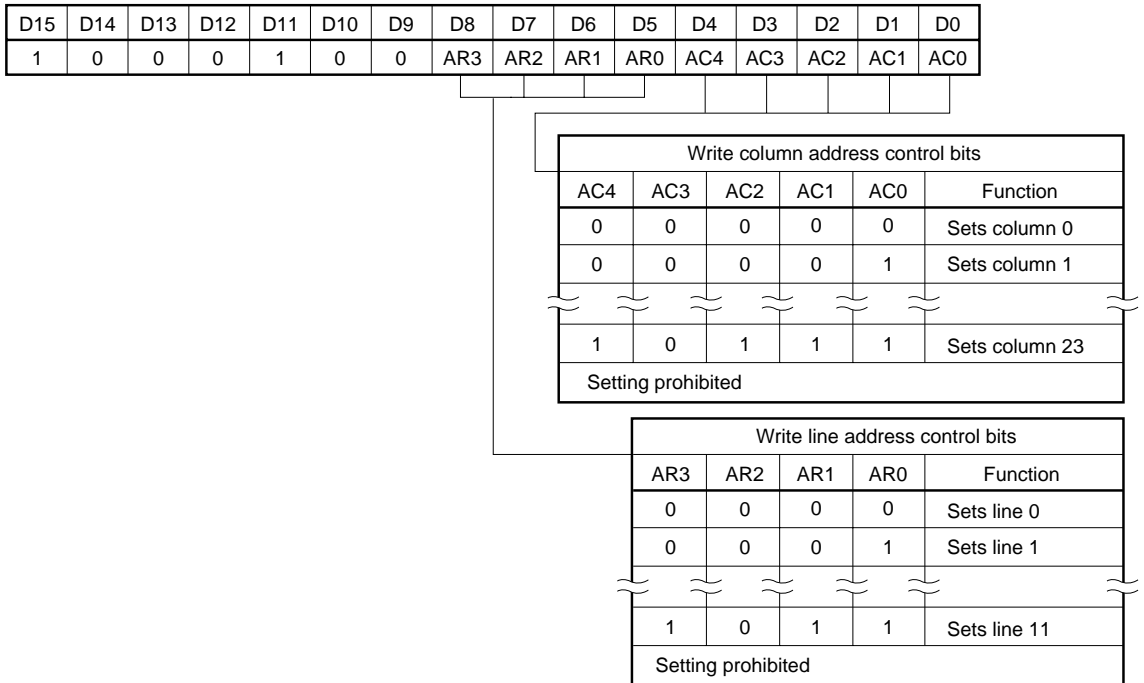 D15 D14 D13 D12 D11 D10 D9 D8 D7 D6 D5 D4 D3 D2 D1 D0
1 0 0 0 1 0 0 AR3 AR2 AR1 AR0 AC4 AC3 AC2 AC1 AC0
Write column address control bits
AC4 AC3 AC2 AC1 AC0 Function
0 0 0 0 0 Sets column 0
0 0 0 0 1 Sets column 1
1 0 1 1 1 Sets column 23
Setting prohibited
Write line address control bits
AR3 AR2 AR1 AR0 Function
0 0 0 0 Sets line 0
0 0 0 1 Sets line 1
1 0 1 1 Sets line 11
Setting prohibited